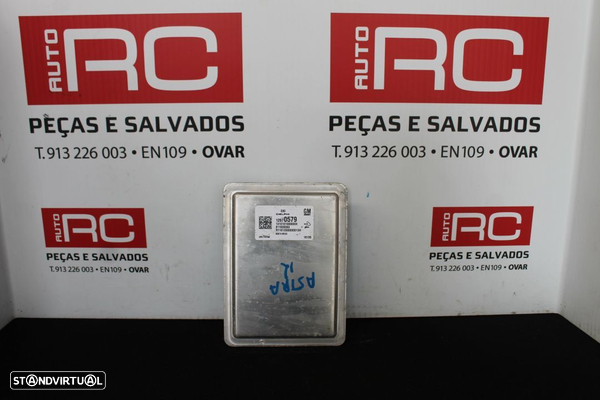 AUTO RC
PEÇAS E SALVADOS
T. 913 226 003 • EN109 • OVAR
AUTO RC
PEÇAS E SALVADOS
T. 913 226 003 • EN109 • OVAR
GM
0579
ASTRA
K
AUTO RC
PEÇAS E SALVADOS
T. 913 226 003 • EN109 • OVAR
AUTO RC
PEÇAS E SALVADOS
T. 913 226 003 • EN109 • OVAR
STANDVIRTUAL